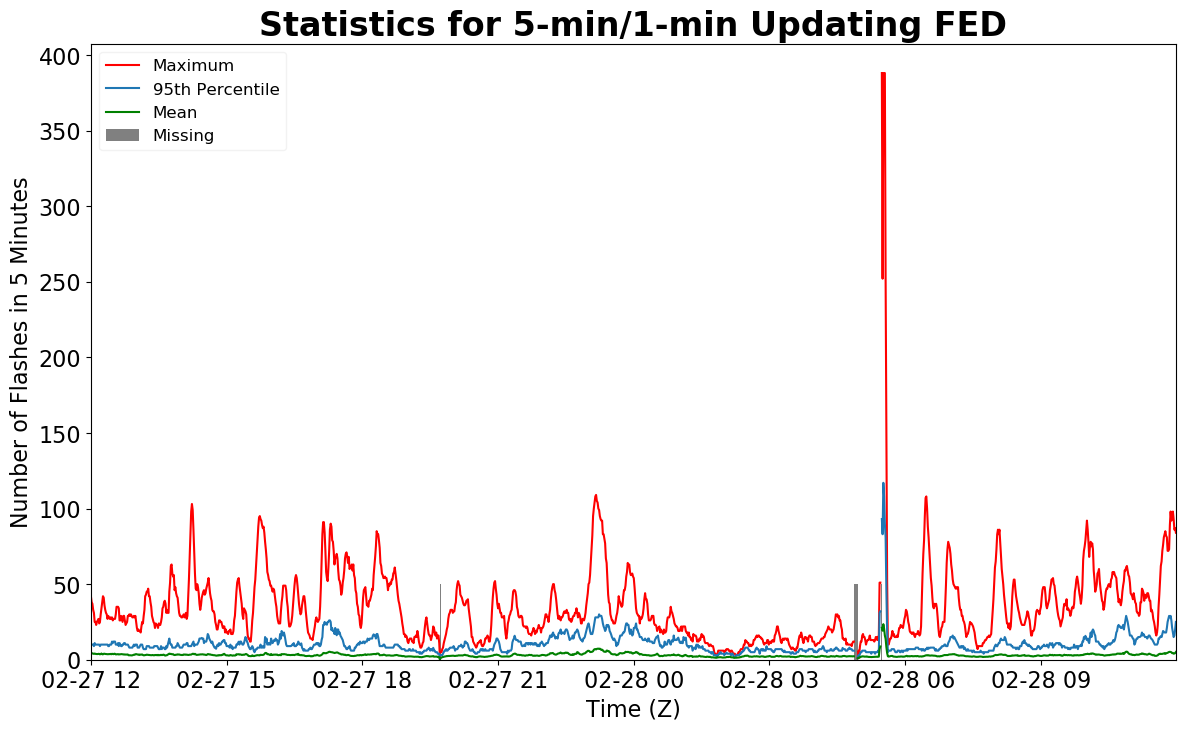 Statistics for 5-min/1-min Updating FED
Number of Flashes in 5 Minutes
400
350
300
250
200
150
100
50
0
Maximum
95th Percentile
Mean
Missing
02-27 12
02-27 15
02-27 18
02-27 21
02-28 00
02-28 03
02-28 06
02-28 09
Time (Z)